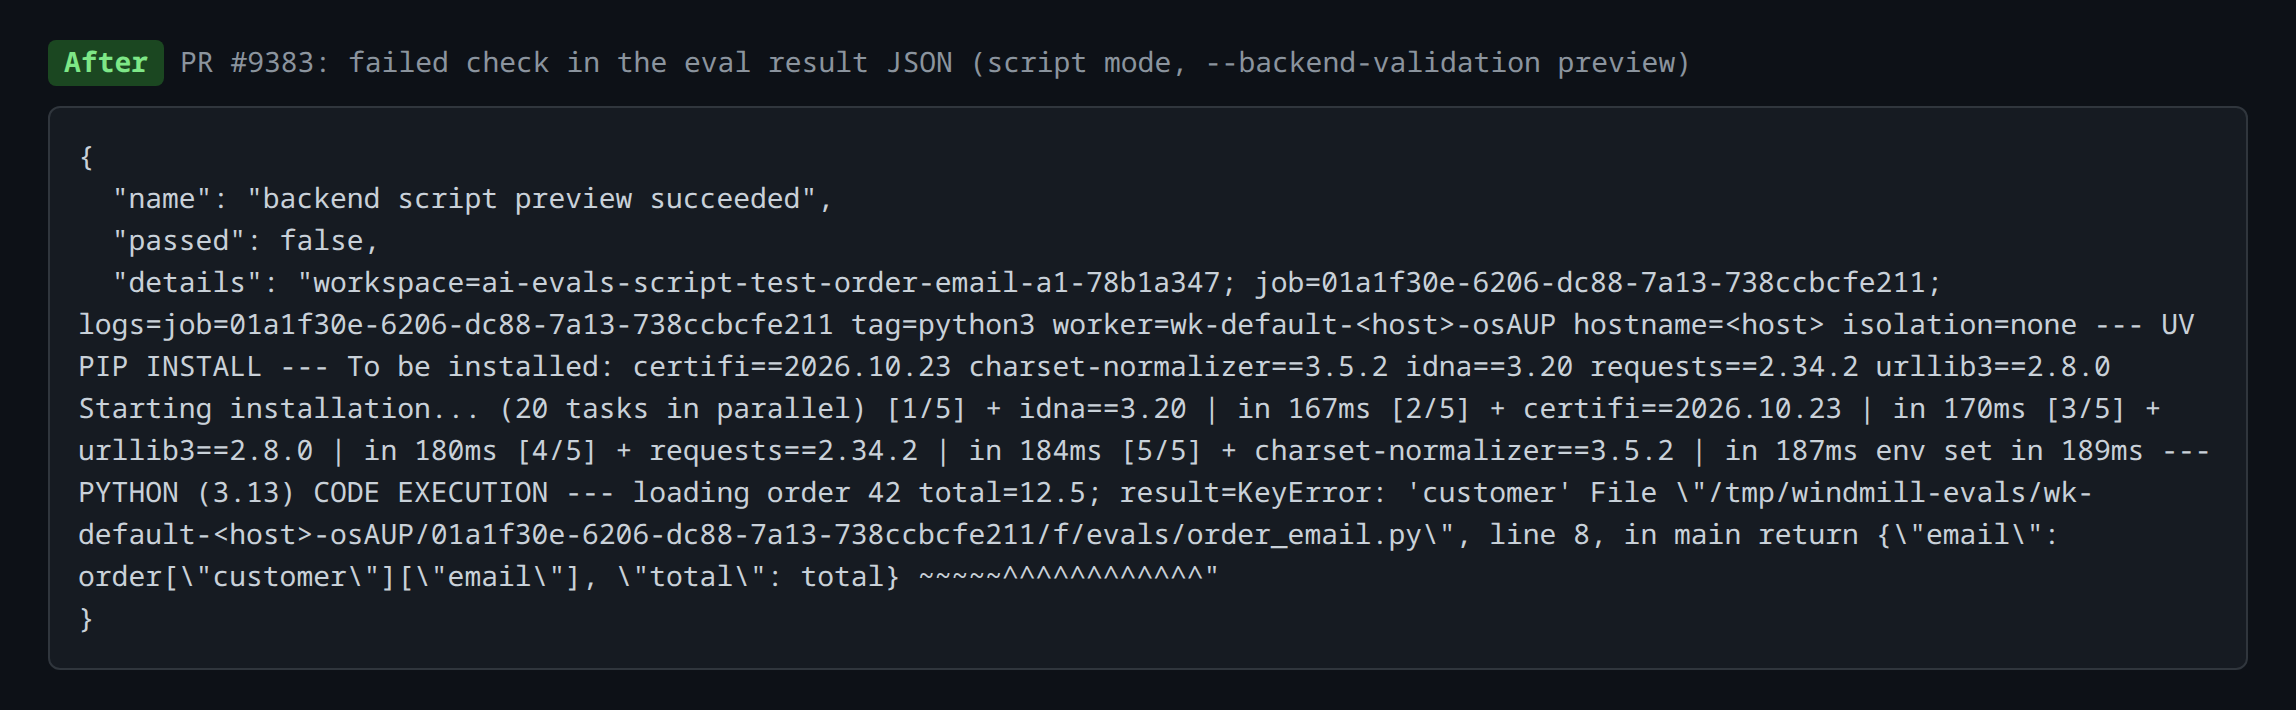 After PR #9383: failed check in the eval result JSON (script mode, --backend-validation preview)
{
"name": "backend script preview succeeded",
"passed": false,
"details": "workspace=ai-evals-script-test-order-email-a1-78b1a347; job=01a1f30e-6206-dc88-7a13-738ccbcfe211;
logs=job=01a1f30e-6206-dc88-7a13-738ccbcfe211 tag=python3 worker=wk-default-<host>-osAUP hostname=<host> isolation=none --- UV
PIP INSTALL --- To be installed: certifi==2026.10.23 charset-normalizer==3.5.2 idna==3.20 requests==2.34.2 urllib3==2.8.0
Starting installation... (20 tasks in parallel) [1/5] + idna==3.20 | in 167ms [2/5] + certifi==2026.10.23 | in 170ms [3/5] +
urllib3==2.8.0 | in 180ms [4/5] + requests==2.34.2 | in 184ms [5/5] + charset-normalizer==3.5.2 | in 187ms env set in 189ms ---
PYTHON (3.13) CODE EXECUTION --- loading order 42 total=12.5; result=KeyError: 'customer' File \"/tmp/windmill-evals/wk-
default-<host>-osAUP/01a1f30e-6206-dc88-7a13-738ccbcfe211/f/evals/order_email.py\", line 8, in main return {\"email\":
order[\"customer\"][\"email\"], \"total\": total} ~~~~~^^^^^^^^^^^^"
}